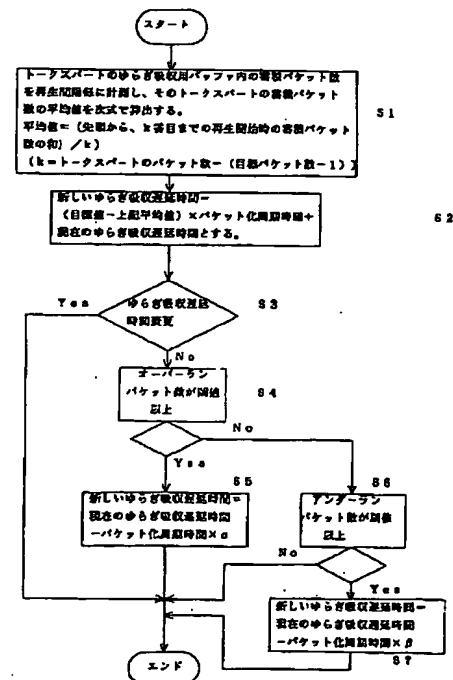 スタート
トークスパートのゆらぎ吸収用バッファ内の蓄積パケット数
を再生間隔毎に計測し、そのトークスパートの蓄積パケット
数の平均値を次式で算出する。
平均値=(先頭から、k番目までの再生開始時の蓄積パケット
数の和)/k)
(k=トークスパートのパケット数-(目標パケット数-1))
S1
新しいゆらぎ吸収遅延時間=
(目標値-上記平均値)×パケット化周期時間+
現在のゆらぎ吸収遅延時間とする。
S2
Yes
ゆらぎ吸収遅延
時間変更
S3
No
オーバーラン
パケット数が閾値
以上
S4
No
Yes
S5
新しいゆらぎ吸収遅延時間=
現在のゆらぎ吸収遅延時間
-パケット化周期時間×α
S6
アンダーラン
パケット数が閾値
以上
No
Yes
新しいゆらぎ吸収遅延時間=
現在のゆらぎ吸収遅延時間
-パケット化周期時間×β
S7
エンド